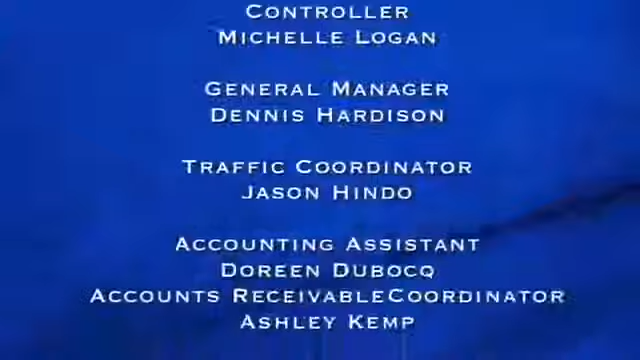 CONTROLLER
MICHELLE LOGAN
GENERAL MANAGER
DENNIS HARDISON
TRAFFIC COORDINATOR
JASON HINDO
ACCOUNTING ASSISTANT
DOREEN DUBOCQ
ACCOUNTS RECEIVABLECOORDINATOR
ASHLEY KEMP